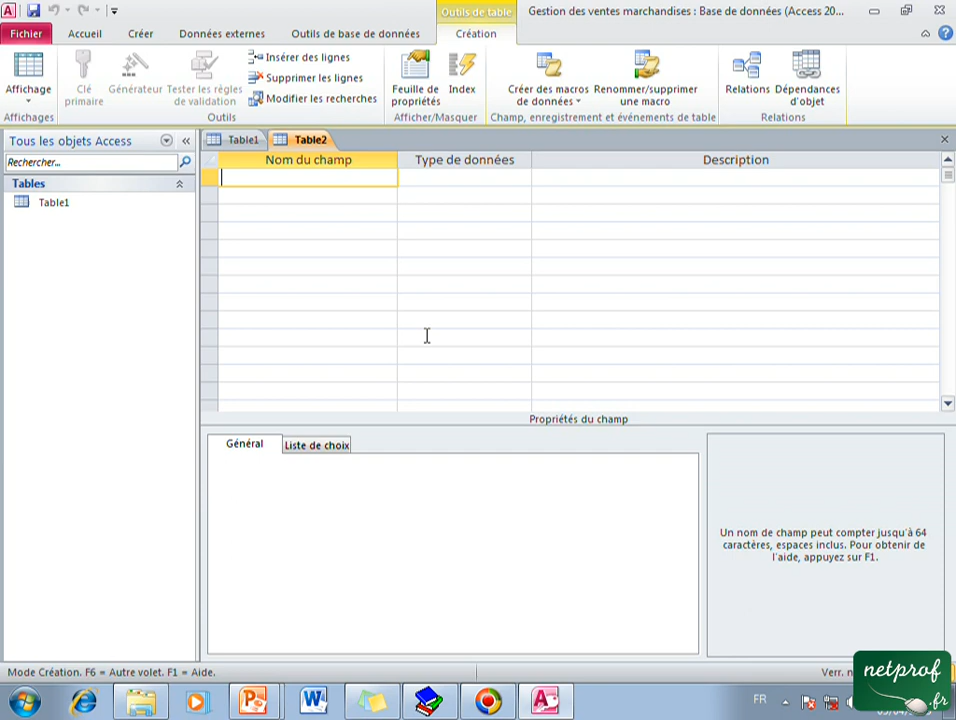 Outils de table
Gestion des ventes marchandises : Base de données (Access 20...
Fichier
Accueil
Créer
Données externes
Outils de base de données
Création
Affichage
Clé primaire
Générateur
Tester les règles de validation
Insérer des lignes
Supprimer les lignes
Modifier les recherches
Feuille de propriétés
Index
Créer des macros de données
Renommer/supprimer une macro
Relations
Dépendances d'objet
Affichages
Outils
Afficher/Masquer
Champ, enregistrement et événements de table
Relations
Tous les objets Access
Rechercher...
Tables
Table1
Table1
Table2
Nom du champ
Type de données
Description
Propriétés du champ
Général
Liste de choix
Un nom de champ peut compter jusqu'à 64
caractères, espaces inclus. Pour obtenir de
l'aide, appuyez sur F1.
Mode Création. F6 = Autre volet. F1 = Aide.
Verr. n
FR
netprof
.fr